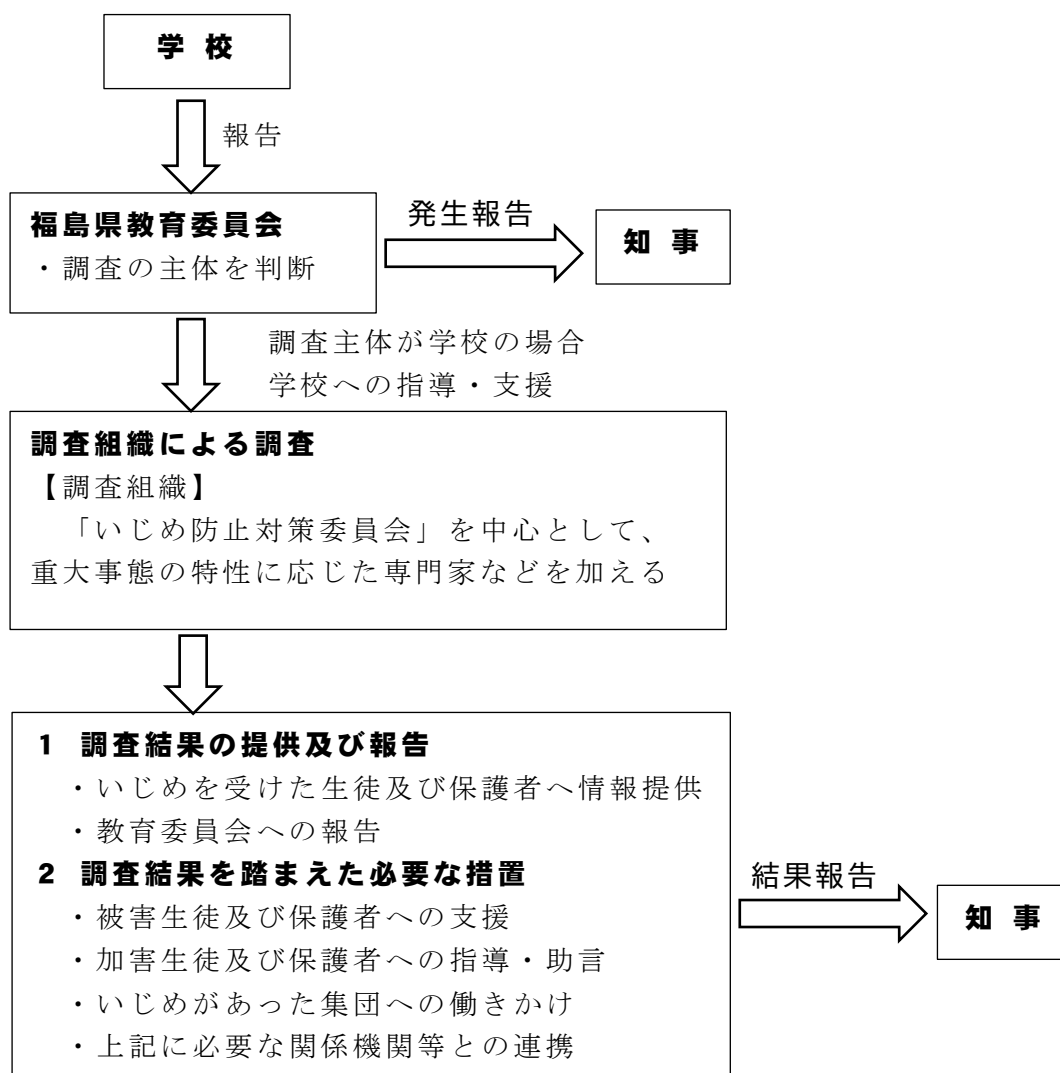 学 校
報告
福島県教育委員会
・調査の主体を判断
発生報告
知 事
調査主体が学校の場合
学校への指導・支援
調査組織による調査
【調査組織】
「いじめ防止対策委員会」を中心として、
重大事態の特性に応じた専門家などを加える
1 調査結果の提供及び報告
・いじめを受けた生徒及び保護者へ情報提供
・教育委員会への報告
2 調査結果を踏まえた必要な措置
・被害生徒及び保護者への支援
・加害生徒及び保護者への指導・助言
・いじめがあった集団への働きかけ
・上記に必要な関係機関等との連携
結果報告
知 事